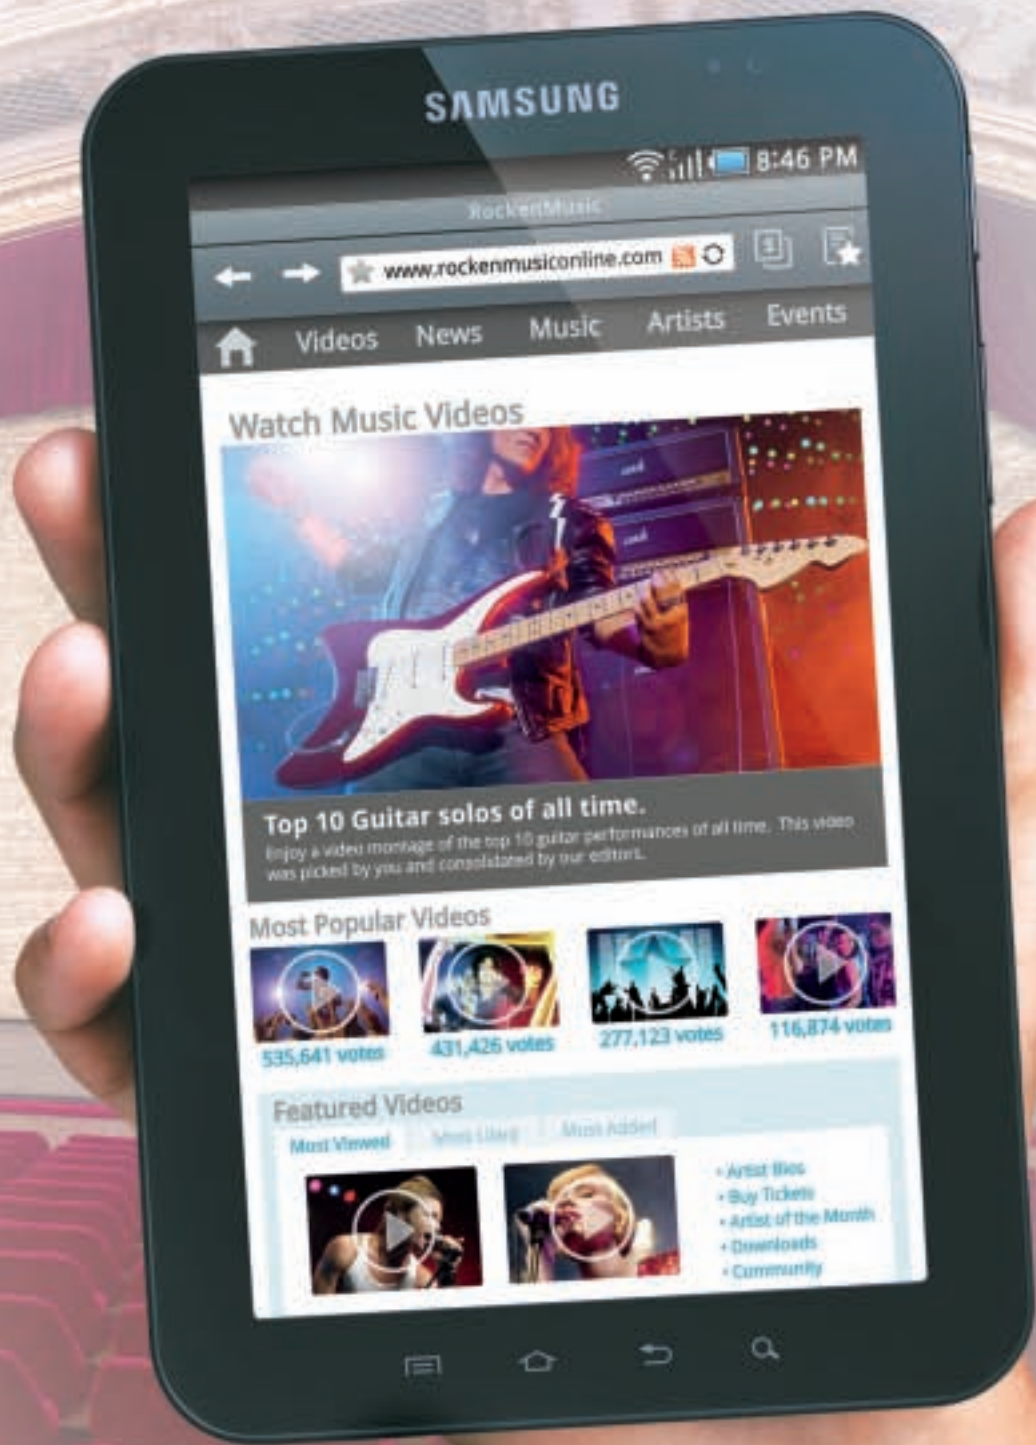 SAMSUNG
8:46 PM
RockenMusic
www.rockenmusiconline.com
Videos News Music Artists Events
Watch Music Videos
Top 10 Guitar solos of all time.
Enjoy a video montage of the top 10 guitar performances of all time. This video
was picked by you and consolidated by our editors.
Most Popular Videos
535,641 votes 431,426 votes 277,123 votes 116,874 votes
Featured Videos
Most Viewed Most Liked Most Added
• Artist Bios
• Buy Tickets
• Artist of the Month
• Downloads
• Community